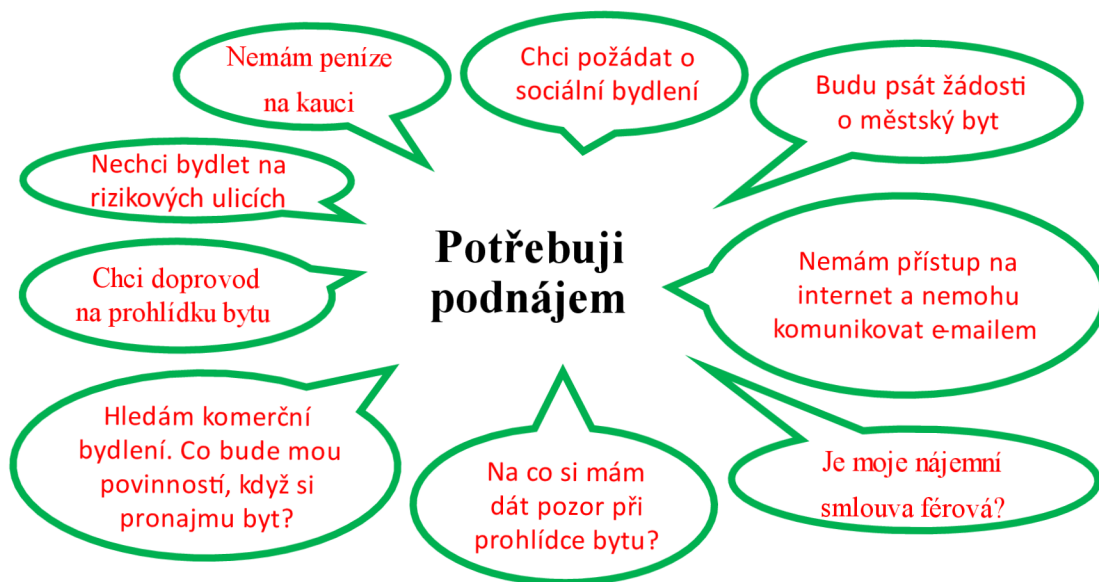 Nemám peníze
na kauci
Chci požádat o
sociální bydlení
Budu psát žádosti
o městský byt
Nechci bydlet na
rizikových ulicích
Potřebuji
podnájem
Chci doprovod
na prohlídku bytu
Nemám přístup na
internet a nemohu
komunikovat e-mailem
Hledám komerční
bydlení. Co bude mou
povinností, když si
pronajmu byt?
Na co si mám
dát pozor při
prohlídce bytu?
Je moje nájemní
smlouva férová?